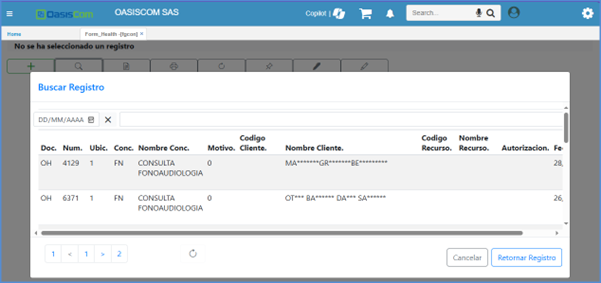 OasisCom OASISCOM SAS Copilot | Search...
Home Form_Health -[fgcon] ×
No se ha seleccionado un registro
Buscar Registro
DD/MM/AAAA
Codigo Codigo Nombre
Doc. Num. Ubic. Conc. Nombre Conc. Motivo. Cliente. Nombre Cliente. Recurso. Recurso. Autorizacion. Fe
OH 4129 1 FN CONSULTA 0 MA*******GR*******BE********* 28,
FONOAUDIOLOGIA
OH 6371 1 FN CONSULTA 0 OT*** BA****** DA*** SA****** 26,
FONOAUDIOLOGIA
1 < 1 > 2
Cancelar Retornar Registro